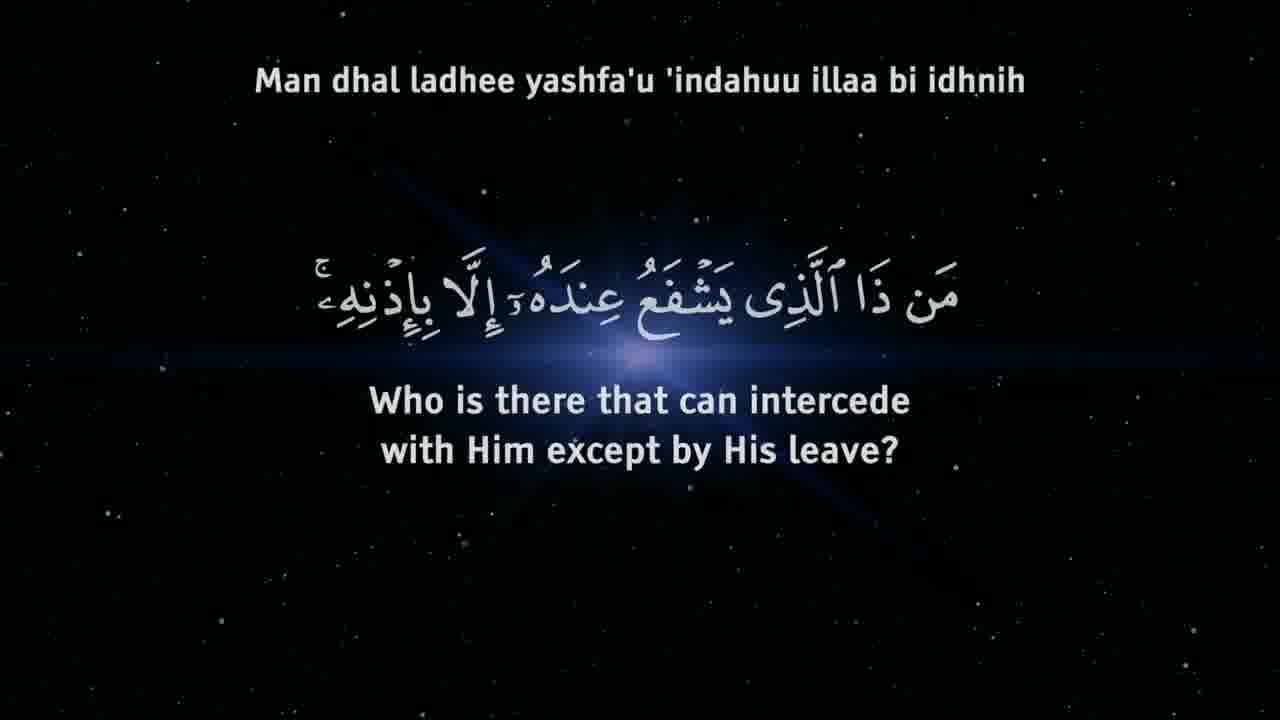 Man dhal ladhee yashfa'u 'indahuu illaa bi idhnih
مَن ذَا ٱلَّذِى يَشْفَعُ عِندَهُۥٓ إِلَّا بِإِذْنِهِۦ ۚ
Who is there that can intercede
with Him except by His leave?